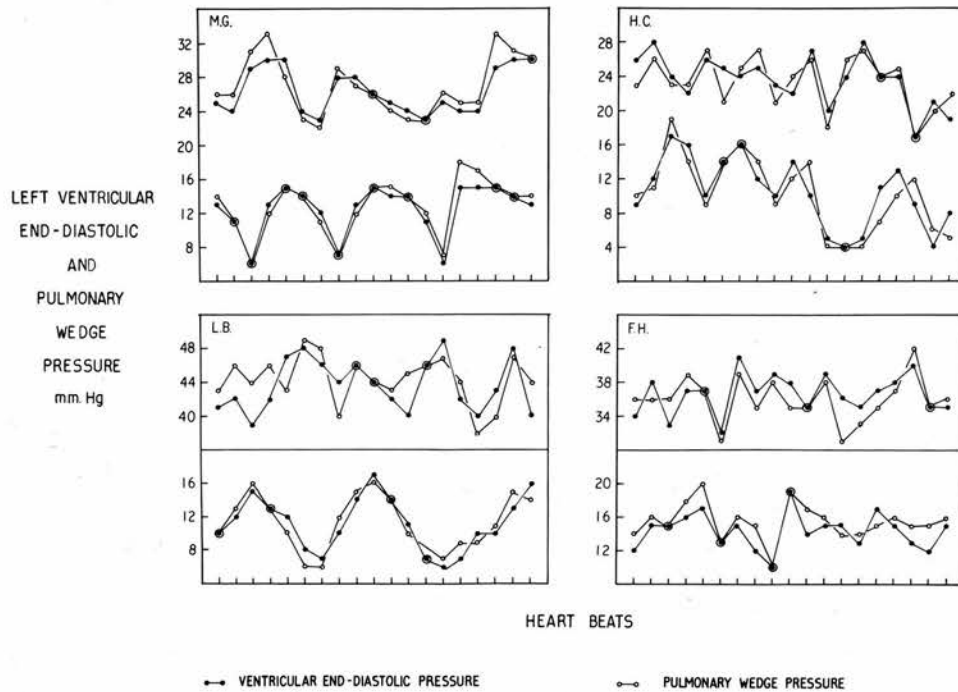 LEFT VENTRICULAR
END-DIASTOLIC
AND
PULMONARY
WEDGE
PRESSURE
m.m. Hg
M.G.
32
28
24
20
16
12
8
H.C.
28
24
20
16
12
8
4
L.B.
48
44
40
16
12
8
F.H.
42
38
34
20
16
12
HEART BEATS
VENTRICULAR END-DIASTOLIC PRESSURE
PULMONARY WEDGE PRESSURE